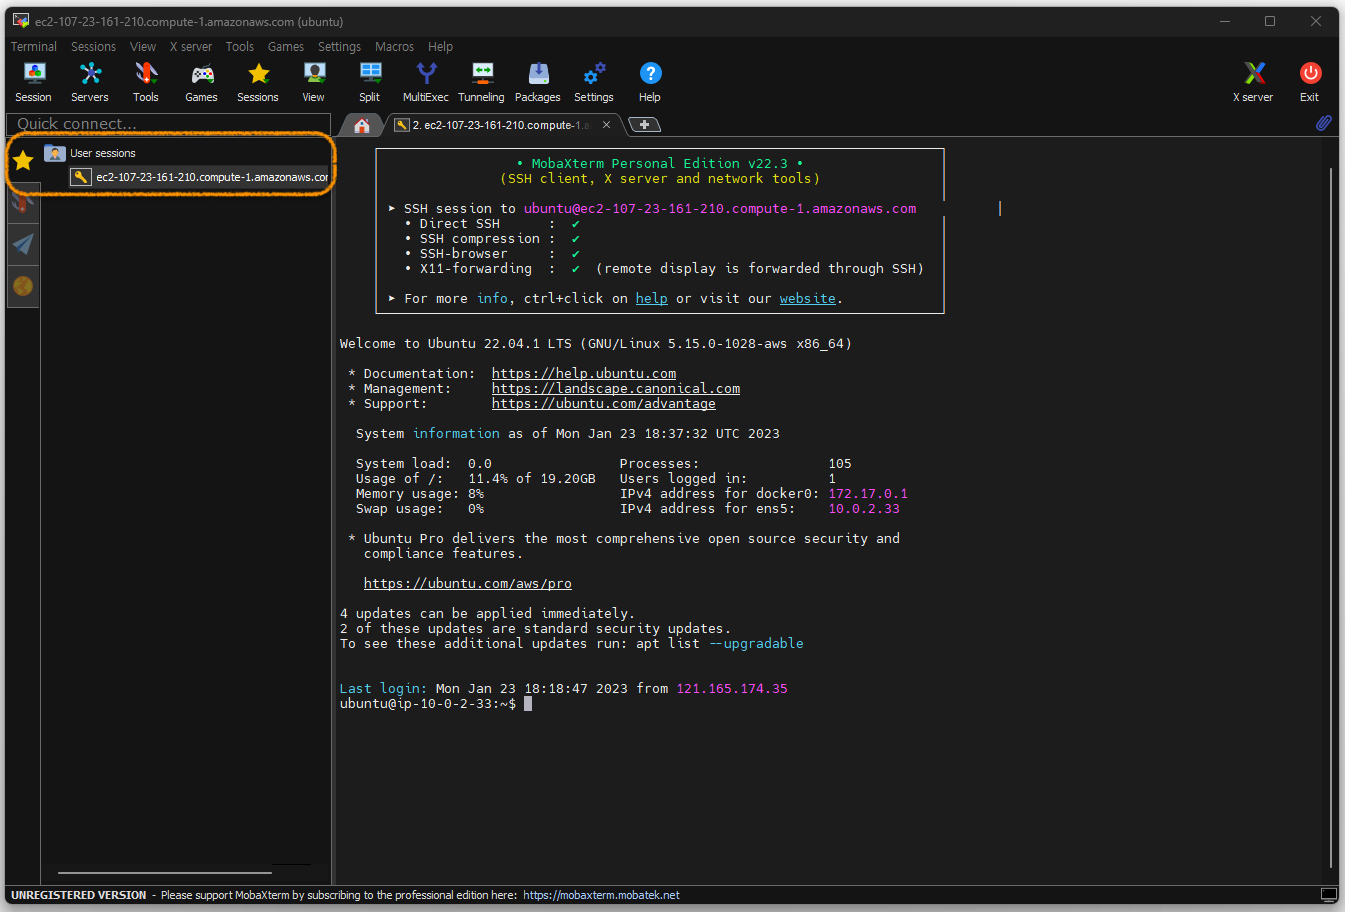 ec2-107-23-161-210.compute-1.amazonaws.com (ubuntu)
Terminal Sessions View X server Tools Games Settings Macros Help
Session Servers Tools Games Sessions View Split MultiExec Tunneling Packages Settings Help X server Exit
Quick connect...
2. ec2-107-23-161-210.compute-1.a
User sessions
ec2-107-23-161-210.compute-1.amazonaws.cor
• MobaXterm Personal Edition v22.3 •
(SSH client, X server and network tools)
➤ SSH session to ubuntu@ec2-107-23-161-210.compute-1.amazonaws.com
• Direct SSH : ✔
• SSH compression : ✔
• SSH-browser : ✔
• X11-forwarding : ✔ (remote display is forwarded through SSH)
➤ For more info, ctrl+click on help or visit our website.
Welcome to Ubuntu 22.04.1 LTS (GNU/Linux 5.15.0-1028-aws x86_64)
* Documentation: https://help.ubuntu.com
* Management: https://landscape.canonical.com
* Support: https://ubuntu.com/advantage
System information as of Mon Jan 23 18:37:32 UTC 2023
System load: 0.0 Processes: 105
Usage of /: 11.4% of 19.20GB Users logged in: 1
Memory usage: 8% IPv4 address for docker0: 172.17.0.1
Swap usage: 0% IPv4 address for ens5: 10.0.2.33
* Ubuntu Pro delivers the most comprehensive open source security and
compliance features.
https://ubuntu.com/aws/pro
4 updates can be applied immediately.
2 of these updates are standard security updates.
To see these additional updates run: apt list --upgradable
Last login: Mon Jan 23 18:18:47 2023 from 121.165.174.35
ubuntu@ip-10-0-2-33:~$
UNREGISTERED VERSION - Please support MobaXterm by subscribing to the professional edition here: https://mobaxterm.mobatek.net